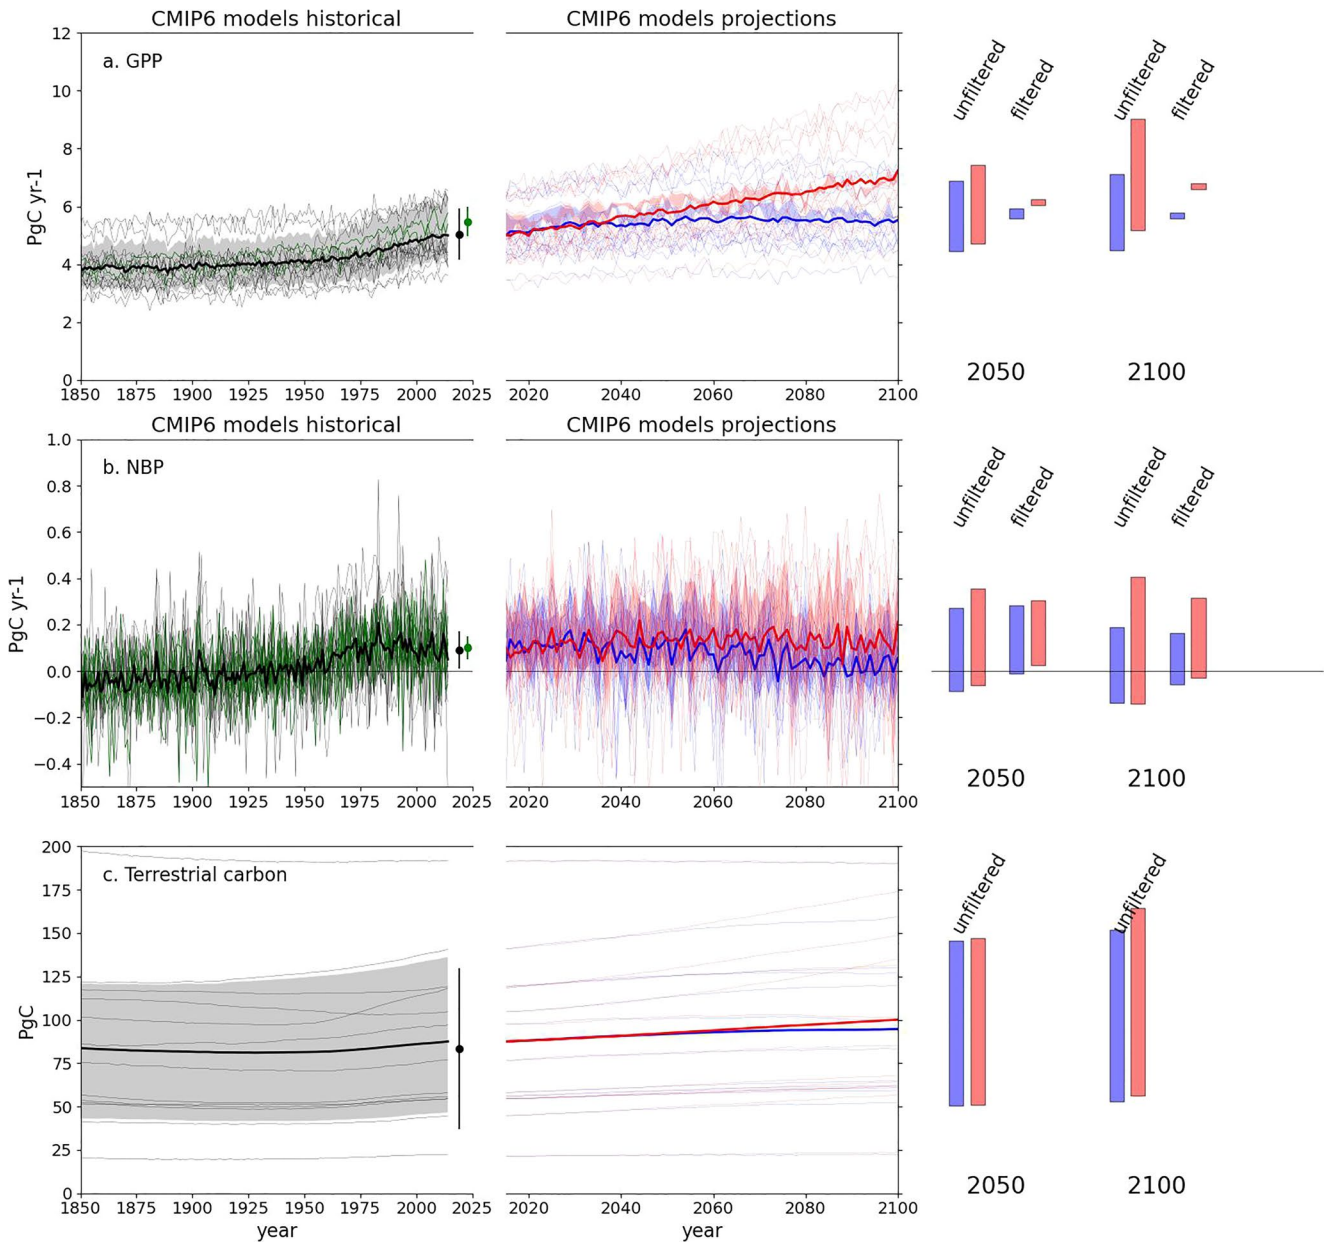 CMIP6 models historical
CMIP6 models projections
a. GPP
PgC yr-1
12
10
8
6
4
2
0
1850 1875 1900 1925 1950 1975 2000 2025
2020 2040 2060 2080 2100
unfiltered
filtered
unfiltered
filtered
2050
2100
CMIP6 models historical
CMIP6 models projections
b. NBP
PgC yr-1
1.0
0.8
0.6
0.4
0.2
0.0
−0.2
−0.4
1850 1875 1900 1925 1950 1975 2000 2025
2020 2040 2060 2080 2100
unfiltered
filtered
unfiltered
filtered
2050
2100
c. Terrestrial carbon
PgC
200
175
150
125
100
75
50
25
0
1850 1875 1900 1925 1950 1975 2000
2020 2040 2060 2080 2100
year
year
unfiltered
unfiltered
2050
2100